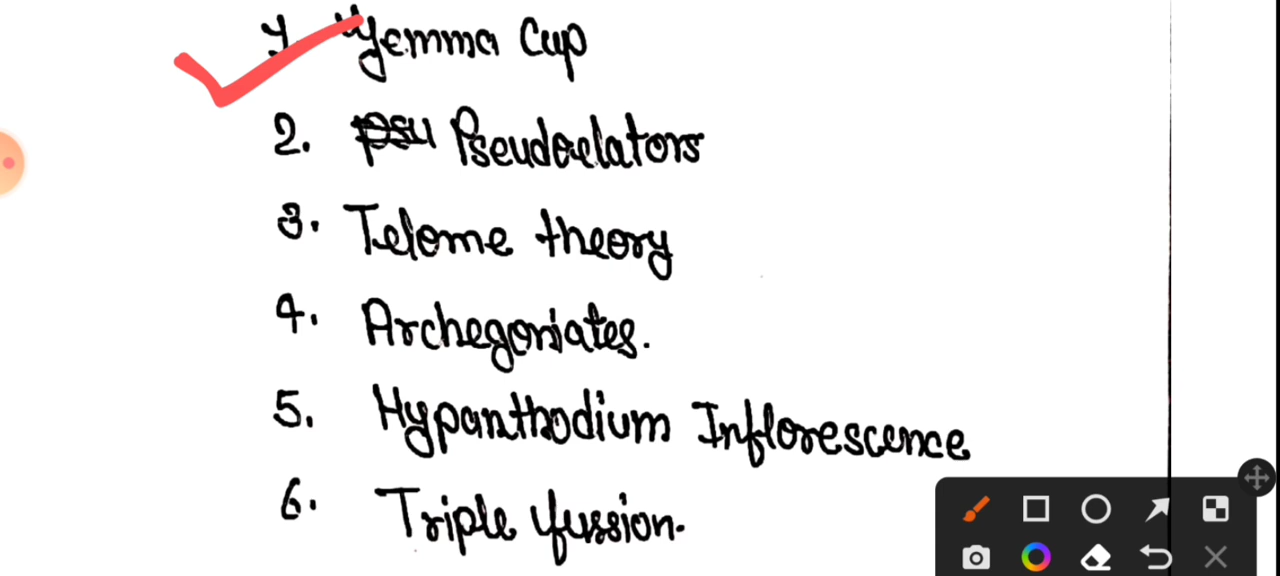 1. Gemma Cup
2. Pseudoelators
3. Telome theory
4. Archegoniates.
5. Hypanthodium Inflorescence
6. Triple fussion.